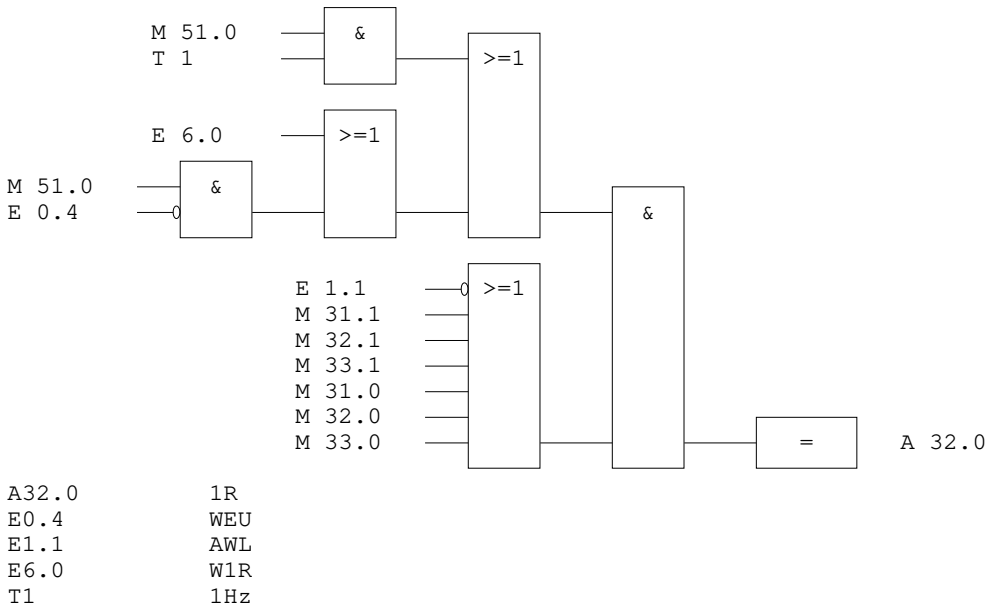 M 51.0 &
T 1 >=1
E 6.0 >=1
M 51.0 & &
E 0.4
E 1.1 >=1
M 31.1
M 32.1
M 33.1
M 31.0
M 32.0
M 33.0 = A 32.0
A32.0 1R
E0.4 WEU
E1.1 AWL
E6.0 W1R
T1 1Hz